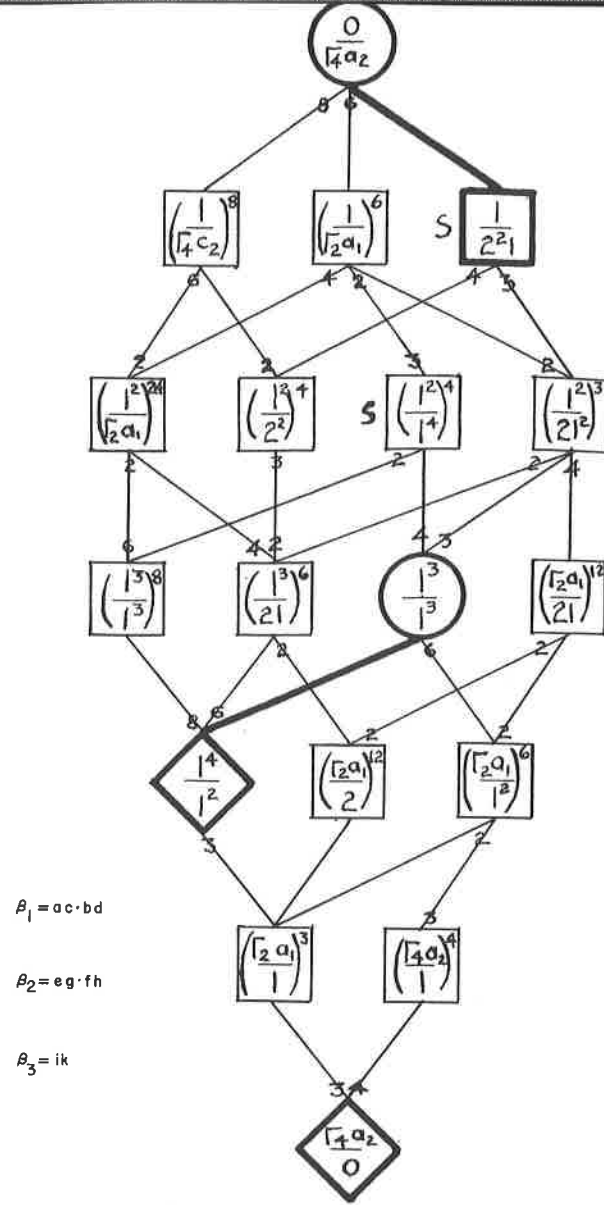 0/Γ₄a₂
8 6
(1/Γ₄c₂)⁸ (1/Γ₂a₁)⁶ S 1/2²1
6 4 2 4 3
2 2 3 2
(1²/Γ₂a₁)²⁴ (1²/2²)⁴ S (1²/1⁴)⁴ (1²/21²)³
2 3 2 2 4
6 4 2 4 3
(1³/1³)⁸ (1³/21)⁶ 1³/1³ (Γ₂a₁/21)¹²
2 6 2
8 6 2 2
1⁴/1² (Γ₂a₁/2)¹² (Γ₂a₁/1²)⁶
3 2
3
β₁ = ac·bd
(Γ₂a₁/1)³ (Γ₄a₂/1)⁴
β₂ = eg·fh
β₃ = ik
3 4
Γ₄a₂/0